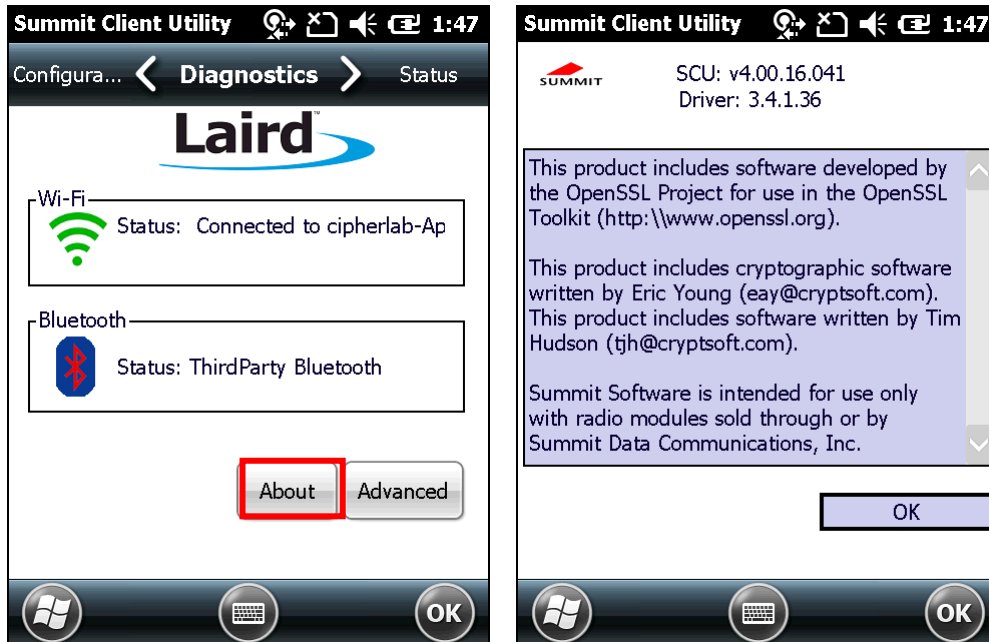 Summit Client Utility 1:47
Configura... Diagnostics Status
Laird™
Wi-Fi
Status: Connected to cipherlab-Ap
Bluetooth
Status: ThirdParty Bluetooth
About Advanced
OK
Summit Client Utility 1:47
SUMMIT
SCU: v4.00.16.041
Driver: 3.4.1.36
This product includes software developed by
the OpenSSL Project for use in the OpenSSL
Toolkit (http:\\www.openssl.org).
This product includes cryptographic software
written by Eric Young (eay@cryptsoft.com).
This product includes software written by Tim
Hudson (tjh@cryptsoft.com).
Summit Software is intended for use only
with radio modules sold through or by
Summit Data Communications, Inc.
OK
OK